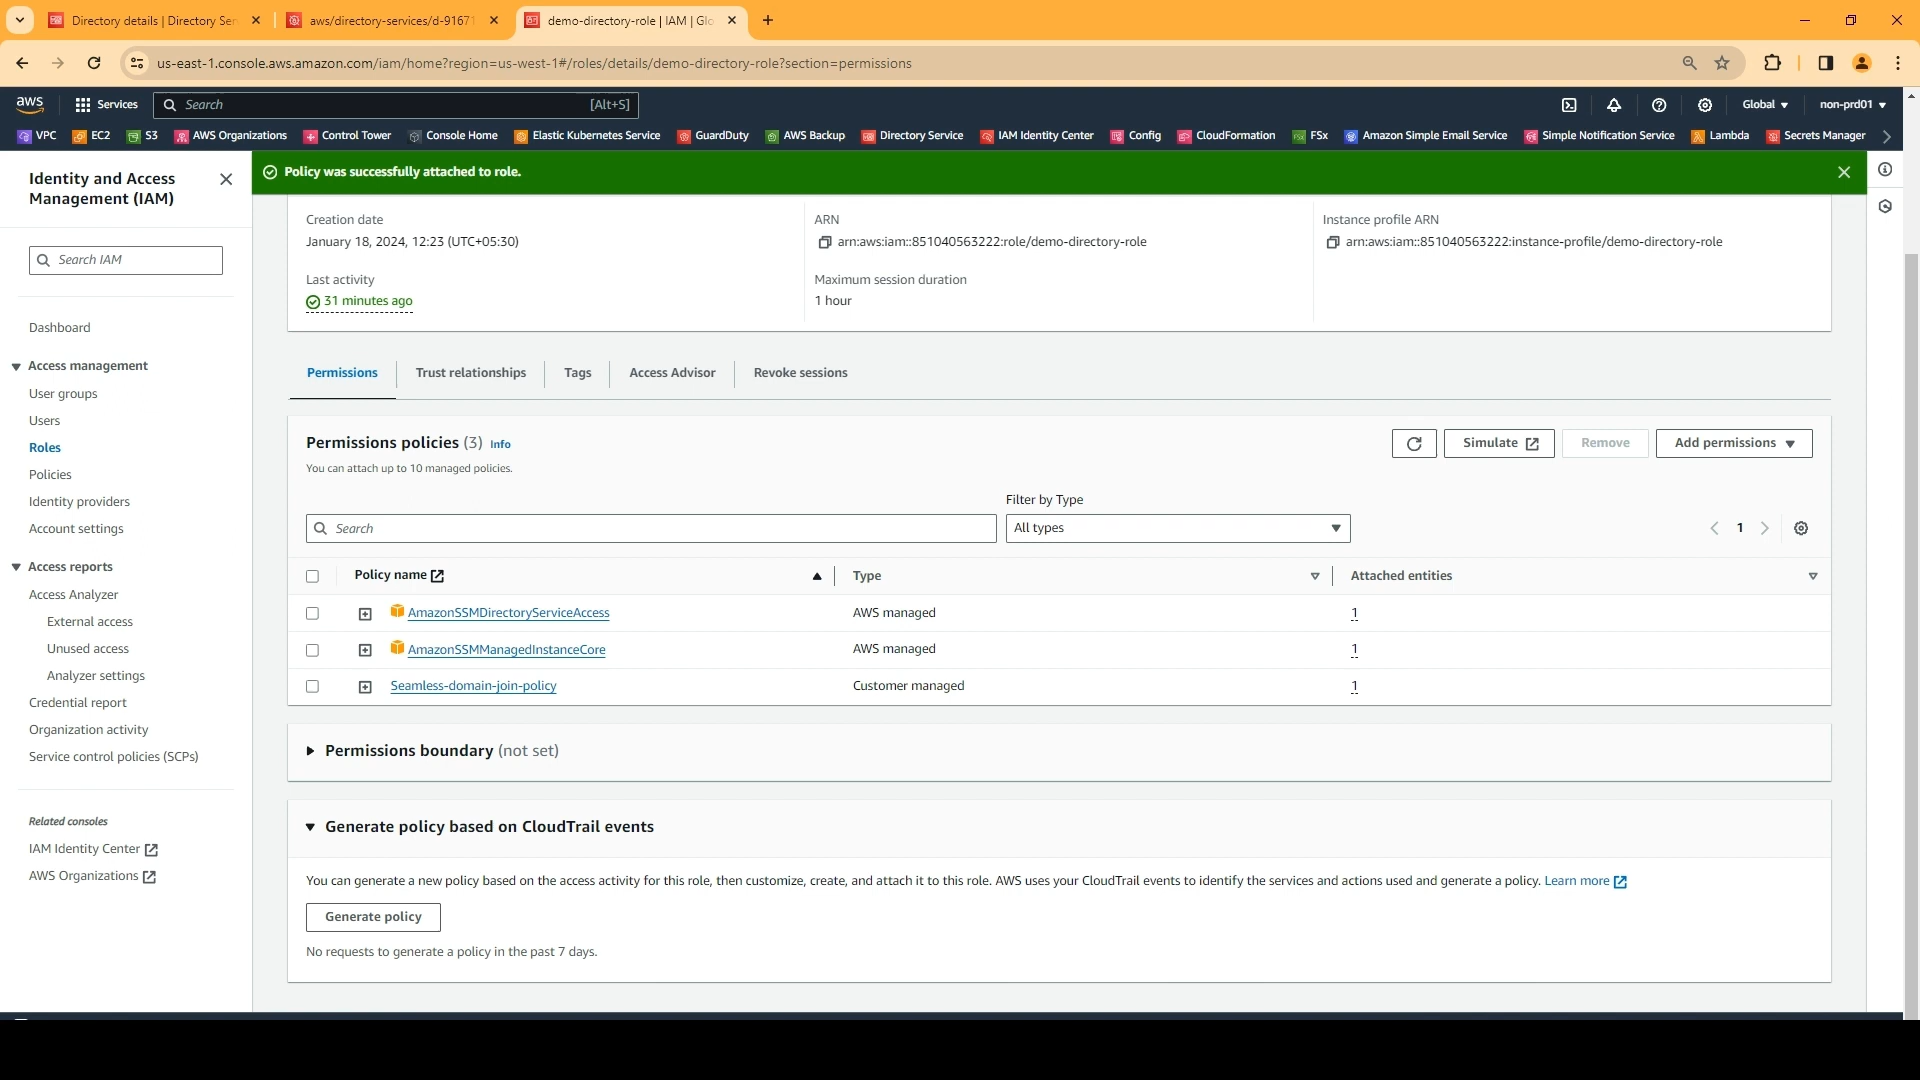 Directory details | Directory Ser
aws/directory-services/d-91671
demo-directory-role | IAM | Glo
us-east-1.console.aws.amazon.com/iam/home?region=us-west-1#/roles/details/demo-directory-role?section=permissions
aws
Services
Search
[Alt+S]
Global
non-prd01
VPC
EC2
S3
AWS Organizations
Control Tower
Console Home
Elastic Kubernetes Service
GuardDuty
AWS Backup
Directory Service
IAM Identity Center
Config
CloudFormation
FSx
Amazon Simple Email Service
Simple Notification Service
Lambda
Secrets Manager
Identity and Access
Management (IAM)
Search IAM
Dashboard
Access management
User groups
Users
Roles
Policies
Identity providers
Account settings
Access reports
Access Analyzer
External access
Unused access
Analyzer settings
Credential report
Organization activity
Service control policies (SCPs)
Related consoles
IAM Identity Center
AWS Organizations
Policy was successfully attached to role.
Creation date
January 18, 2024, 12:23 (UTC+05:30)
ARN
arn:aws:iam::851040563222:role/demo-directory-role
Instance profile ARN
arn:aws:iam::851040563222:instance-profile/demo-directory-role
Last activity
31 minutes ago
Maximum session duration
1 hour
Permissions
Trust relationships
Tags
Access Advisor
Revoke sessions
Permissions policies (3) Info
You can attach up to 10 managed policies.
Simulate
Remove
Add permissions
Filter by Type
Search
All types
1
Policy name
Type
Attached entities
AmazonSSMDirectoryServiceAccess
AWS managed
1
AmazonSSMManagedInstanceCore
AWS managed
1
Seamless-domain-join-policy
Customer managed
1
Permissions boundary (not set)
Generate policy based on CloudTrail events
You can generate a new policy based on the access activity for this role, then customize, create, and attach it to this role. AWS uses your CloudTrail events to identify the services and actions used and generate a policy. Learn more
Generate policy
No requests to generate a policy in the past 7 days.